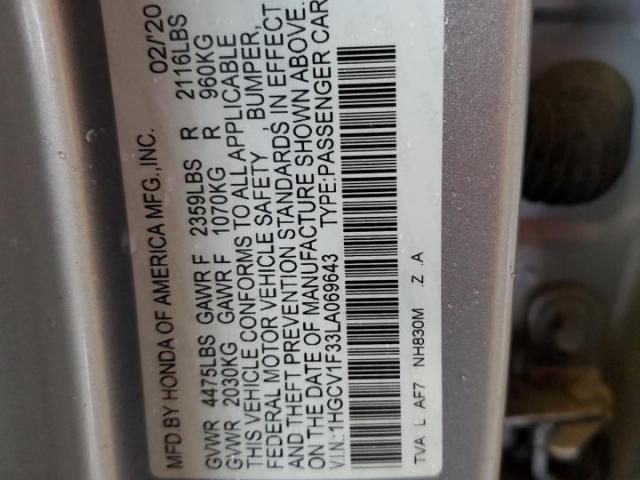 MFD BY HONDA OF AMERICA MFG.,INC. 02/'20
GVWR 4475LBS GAWR F 2359LBS R 2116LBS
GVWR 2030KG GAWR F 1070KG R 960KG
THIS VEHICLE CONFORMS TO ALL APPLICABLE
FEDERAL MOTOR VEHICLE SAFETY, BUMPER,
AND THEFT PREVENTION STANDARDS IN EFFECT
ON THE DATE OF MANUFACTURE SHOWN ABOVE.
V.I.N.:1HGCV1F33LA069643 TYPE:PASSENGER CAR
TVA L AF7 NH830M .Z .A